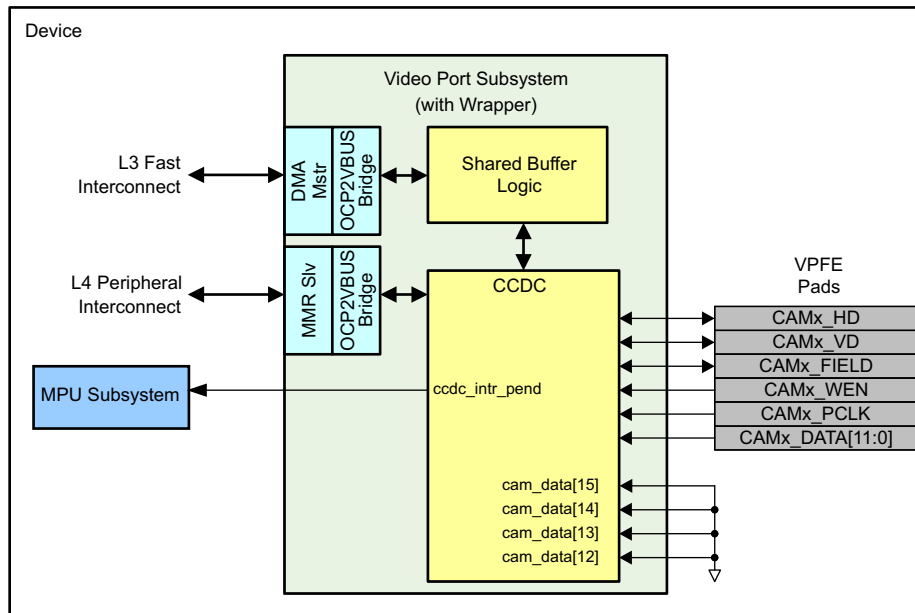 Device
Video Port Subsystem
(with Wrapper)
L3 Fast
Interconnect
DMA
Mstr
OCP2VBUS
Bridge
Shared Buffer
Logic
L4 Peripheral
Interconnect
MMR Slv
OCP2VBUS
Bridge
CCDC
VPFE
Pads
CAMx_HD
CAMx_VD
CAMx_FIELD
CAMx_WEN
CAMx_PCLK
CAMx_DATA[11:0]
MPU Subsystem
ccdc_intr_pend
cam_data[15]
cam_data[14]
cam_data[13]
cam_data[12]